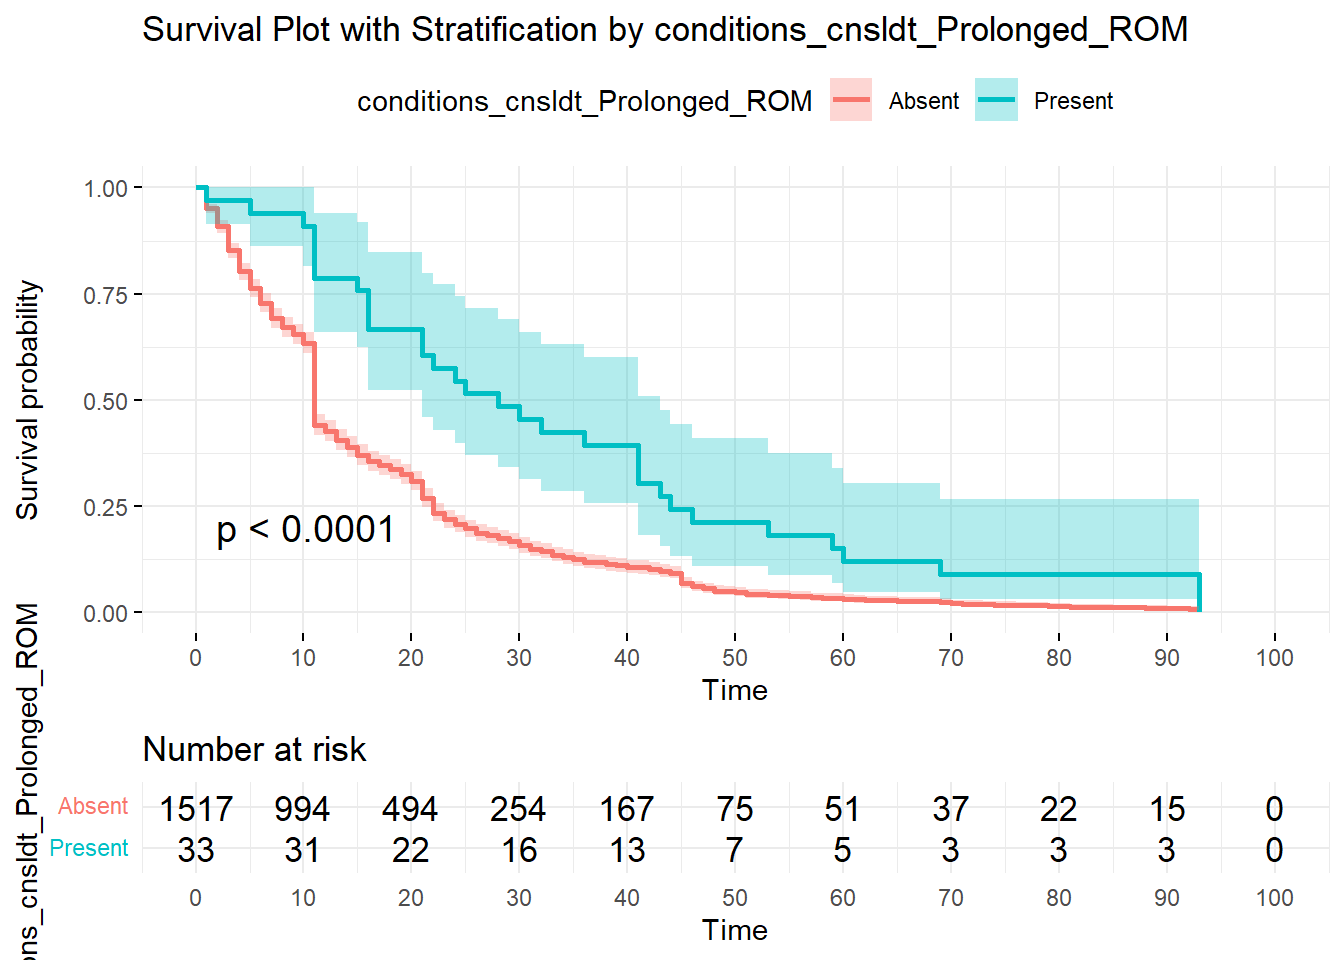 Survival Plot with Stratification by conditions_cnsldt_Prolonged_ROM
conditions_cnsldt_Prolonged_ROM Absent Present
Survival probability
1.00
0.75
0.50
0.25
0.00
p < 0.0001
0 10 20 30 40 50 60 70 80 90 100
Time
Number at risk
ons_cnsldt_Prolonged_ROM
Absent 1517 994 494 254 167 75 51 37 22 15 0
Present 33 31 22 16 13 7 5 3 3 3 0
0 10 20 30 40 50 60 70 80 90 100
Time